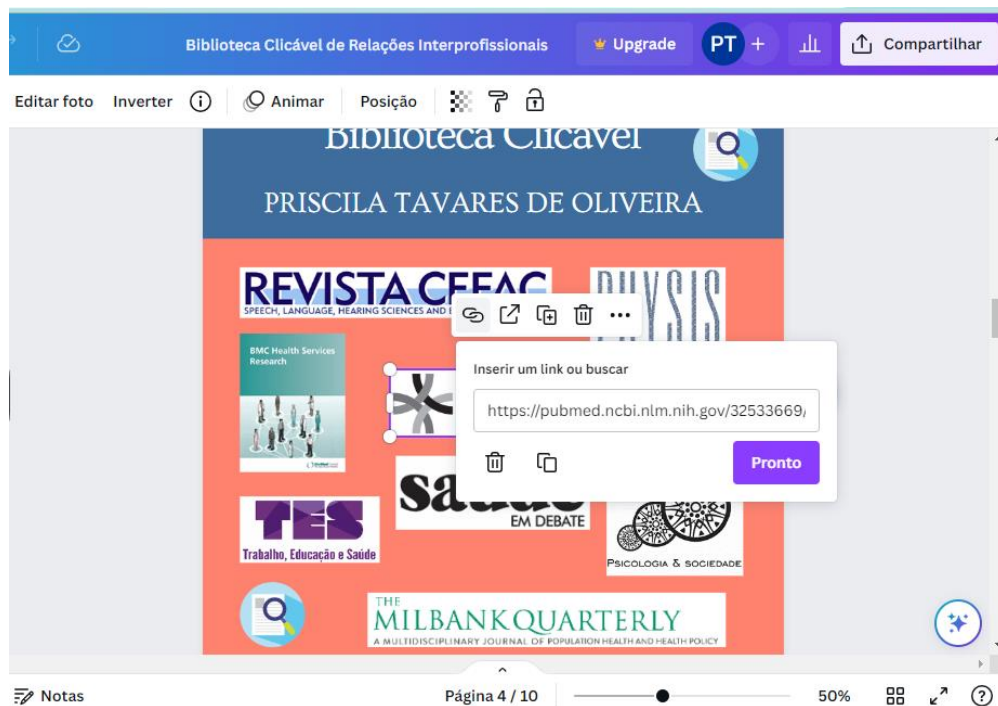 Biblioteca Clicável de Relações Interprofissionais
Upgrade
PT
Compartilhar
Editar foto Inverter Animar Posição
Biblioteca Clicável
PRISCILA TAVARES DE OLIVEIRA
REVISTA CEFAC
SPEECH, LANGUAGE, HEARING SCIENCES AND
PHYSIS
BMC Health Services
Research
Inserir um link ou buscar
https://pubmed.ncbi.nlm.nih.gov/32533669/
Pronto
EM DEBATE
TES
Trabalho, Educação e Saúde
PSICOLOGIA & SOCIEDADE
THE
MILBANK QUARTERLY
A MULTIDISCIPLINARY JOURNAL OF POPULATION HEALTH AND HEALTH POLICY
Notas
Página 4 / 10
50%